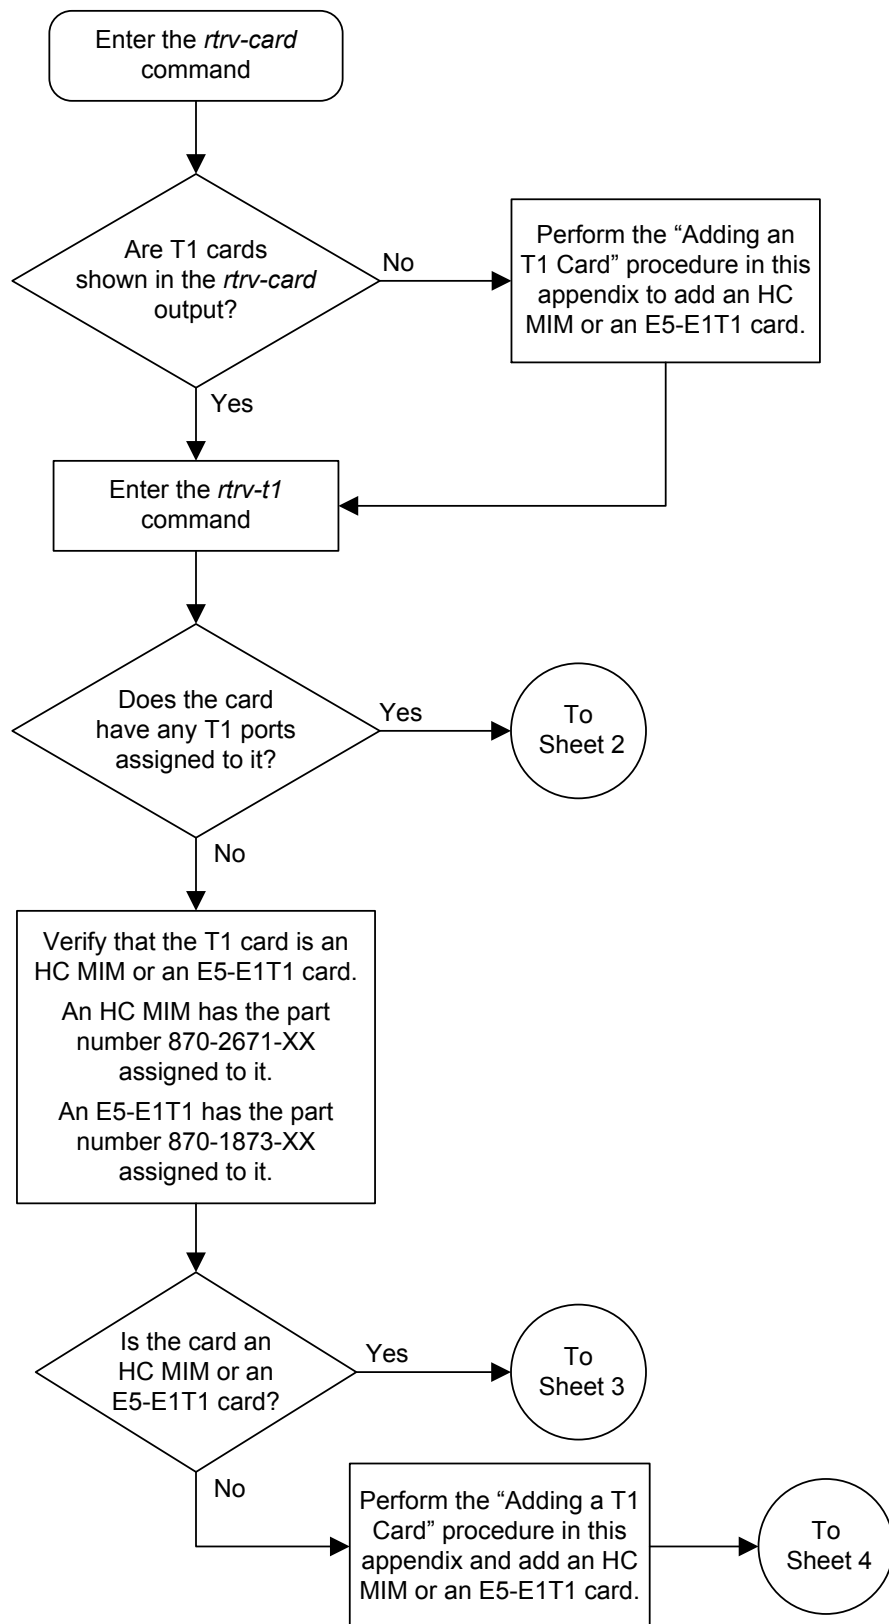 Enter the rtrv-card
command
Are T1 cards
shown in the rtrv-card
output?
No
Perform the “Adding an
T1 Card” procedure in this
appendix to add an HC
MIM or an E5-E1T1 card.
Yes
Enter the rtrv-t1
command
Does the card
have any T1 ports
assigned to it?
Yes
To
Sheet 2
No
Verify that the T1 card is an
HC MIM or an E5-E1T1 card.
An HC MIM has the part
number 870-2671-XX
assigned to it.
An E5-E1T1 has the part
number 870-1873-XX
assigned to it.
Is the card an
HC MIM or an
E5-E1T1 card?
Yes
To
Sheet 3
No
Perform the “Adding a T1
Card” procedure in this
appendix and add an HC
MIM or an E5-E1T1 card.
To
Sheet 4